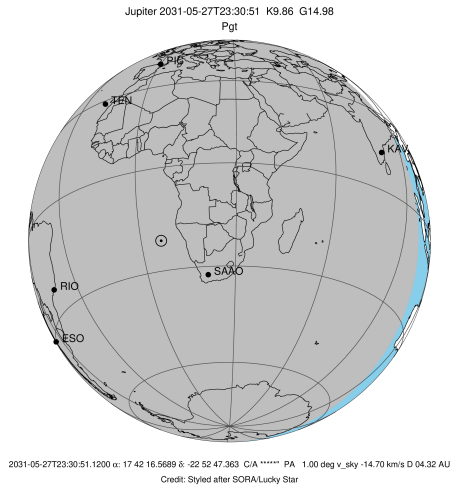 Jupiter 2031-05-27T23:30:51 K9.86 G14.98
Pgt
PIC
TEN
KAV
SAAO
RIO
ESO
2031-05-27T23:30:51.1200 α: 17 42 16.5689 δ: -22 52 47.363 C/A *****" PA 1.00 deg v_sky -14.70 km/s D 04.32 AU
Credit: Styled after SORA/Lucky Star